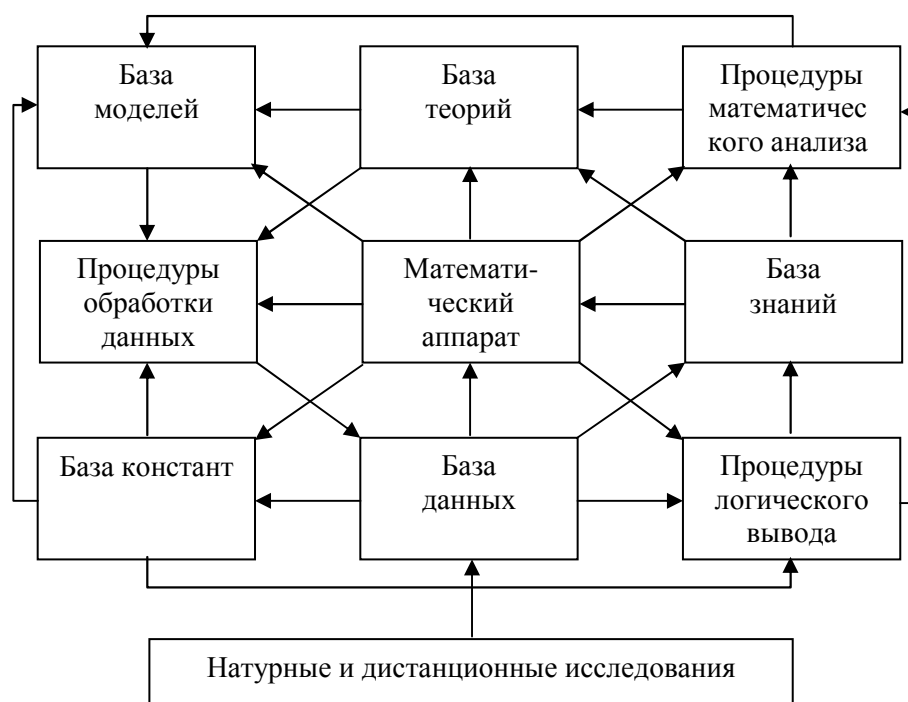 База
моделей
База
теорий
Процедуры
математичес
кого анализа
Процедуры
обработки
данных
Математи-
ческий
аппарат
База
знаний
База констант
База
данных
Процедуры
логического
вывода
Натурные и дистанционные исследования